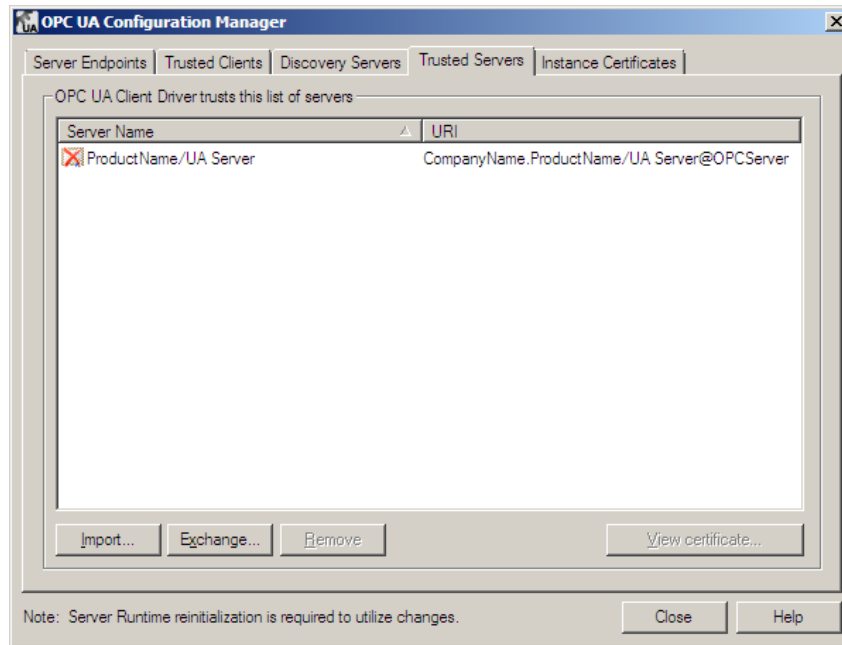 OPC UA Configuration Manager
Server Endpoints Trusted Clients Discovery Servers Trusted Servers Instance Certificates
OPC UA Client Driver trusts this list of servers
Server Name URI
ProductName/UA Server CompanyName.ProductName/UA Server@OPCServer
Import... Exchange... Remove View certificate...
Note: Server Runtime reinitialization is required to utilize changes. Close Help